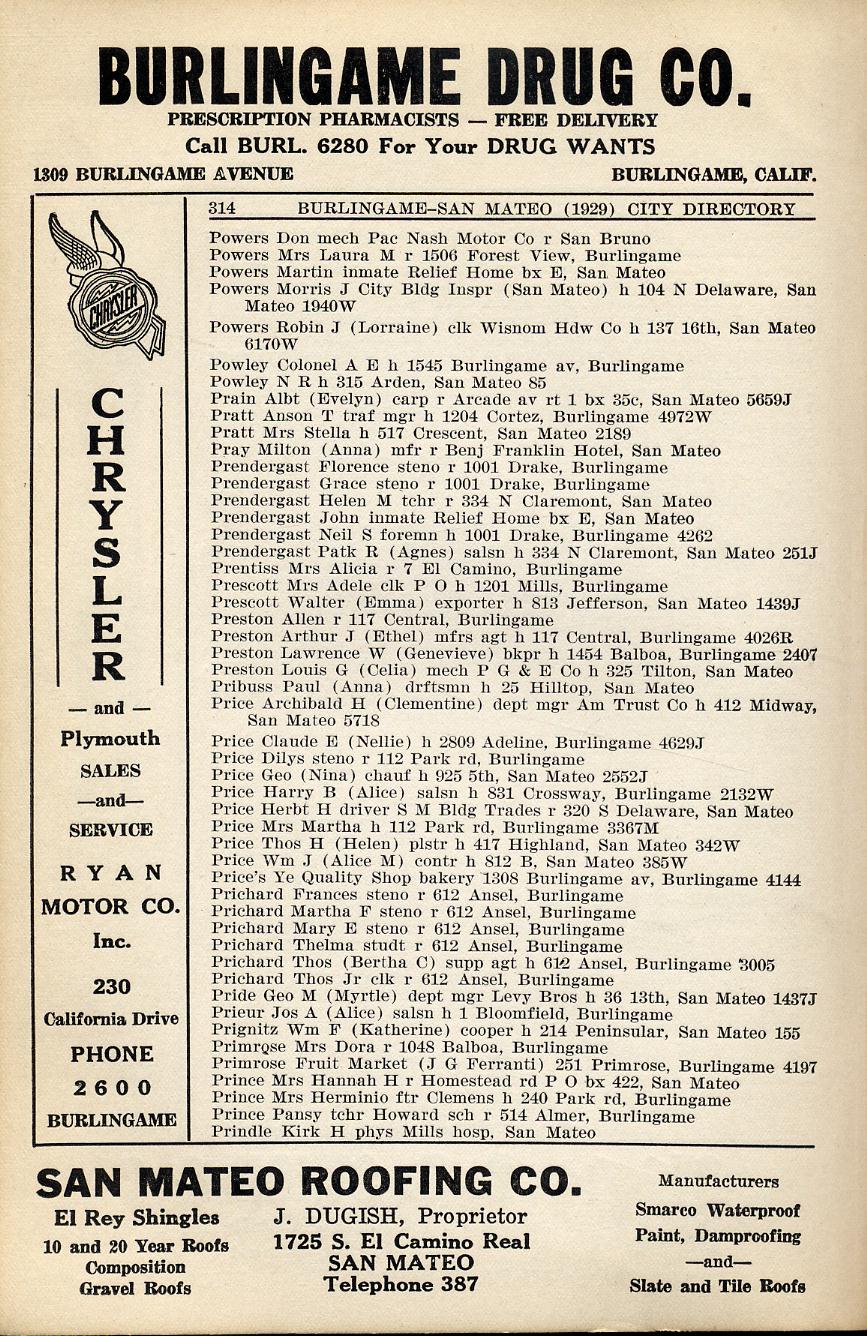 BURLINGAME DRUG CO.
PRESCRIPTION PHARMACISTS — FREE DELIVERY
Call BURL. 6280 For Your DRUG WANTS
1309 BURLINGAME AVENUE BURLINGAME, CALIF.
CHRYSLER
C
H
R
Y
S
L
E
R
— and —
Plymouth
SALES
—and—
SERVICE
RYAN
MOTOR CO.
Inc.
230
California Drive
PHONE
2600
BURLINGAME
314 BURLINGAME–SAN MATEO (1929) CITY DIRECTORY
Powers Don mech Pac Nash Motor Co r San Bruno
Powers Mrs Laura M r 1506 Forest View, Burlingame
Powers Martin inmate Relief Home bx E, San Mateo
Powers Morris J City Bldg Inspr (San Mateo) h 104 N Delaware, San
Mateo 1940W
Powers Robin J (Lorraine) clk Wisnom Hdw Co h 137 16th, San Mateo
6170W
Powley Colonel A E h 1545 Burlingame av, Burlingame
Powley N R h 315 Arden, San Mateo 85
Prain Albt (Evelyn) carp r Arcade av rt 1 bx 35c, San Mateo 5659J
Pratt Anson T traf mgr h 1204 Cortez, Burlingame 4972W
Pratt Mrs Stella h 517 Crescent, San Mateo 2189
Pray Milton (Anna) mfr r Benj Franklin Hotel, San Mateo
Prendergast Florence steno r 1001 Drake, Burlingame
Prendergast Grace steno r 1001 Drake, Burlingame
Prendergast Helen M tchr r 334 N Claremont, San Mateo
Prendergast John inmate Relief Home bx E, San Mateo
Prendergast Neil S foremn h 1001 Drake, Burlingame 4262
Prendergast Patk R (Agnes) salsn h 334 N Claremont, San Mateo 251J
Prentiss Mrs Alicia r 7 El Camino, Burlingame
Prescott Mrs Adele clk P O h 1201 Mills, Burlingame
Prescott Walter (Emma) exporter h 813 Jefferson, San Mateo 1439J
Preston Allen r 117 Central, Burlingame
Preston Arthur J (Ethel) mfrs agt h 117 Central, Burlingame 4026R
Preston Lawrence W (Genevieve) bkpr h 1454 Balboa, Burlingame 2407
Preston Louis G (Celia) mech P G & E Co h 325 Tilton, San Mateo
Pribuss Paul (Anna) drftsmn h 25 Hilltop, San Mateo
Price Archibald H (Clementine) dept mgr Am Trust Co h 412 Midway,
San Mateo 5718
Price Claude E (Nellie) h 2809 Adeline, Burlingame 4629J
Price Dilys steno r 112 Park rd, Burlingame
Price Geo (Nina) chauf h 925 5th, San Mateo 2552J
Price Harry B (Alice) salsn h 831 Crossway, Burlingame 2132W
Price Herbt H driver S M Bldg Trades r 320 S Delaware, San Mateo
Price Mrs Martha h 112 Park rd, Burlingame 3367M
Price Thos H (Helen) plstr h 417 Highland, San Mateo 342W
Price Wm J (Alice M) contr h 812 B, San Mateo 385W
Price's Ye Quality Shop bakery 1308 Burlingame av, Burlingame 4144
Prichard Frances steno r 612 Ansel, Burlingame
Prichard Martha F steno r 612 Ansel, Burlingame
Prichard Mary E steno r 612 Ansel, Burlingame
Prichard Thelma studt r 612 Ansel, Burlingame
Prichard Thos (Bertha C) supp agt h 612 Ansel, Burlingame 3005
Prichard Thos Jr clk r 612 Ansel, Burlingame
Pride Geo M (Myrtle) dept mgr Levy Bros h 36 13th, San Mateo 1437J
Prieur Jos A (Alice) salsn h 1 Bloomfield, Burlingame
Prignitz Wm F (Katherine) cooper h 214 Peninsular, San Mateo 155
Primrose Mrs Dora r 1048 Balboa, Burlingame
Primrose Fruit Market (J G Ferranti) 251 Primrose, Burlingame 4197
Prince Mrs Hannah H r Homestead rd P O bx 422, San Mateo
Prince Mrs Herminio ftr Clemens h 240 Park rd, Burlingame
Prince Pansy tchr Howard sch r 514 Almer, Burlingame
Prindle Kirk H phys Mills hosp, San Mateo
SAN MATEO ROOFING CO.
El Rey Shingles
10 and 20 Year Roofs
Composition
Gravel Roofs
J. DUGISH, Proprietor
1725 S. El Camino Real
SAN MATEO
Telephone 387
Manufacturers
Smarco Waterproof
Paint, Damproofing
—and—
Slate and Tile Roofs